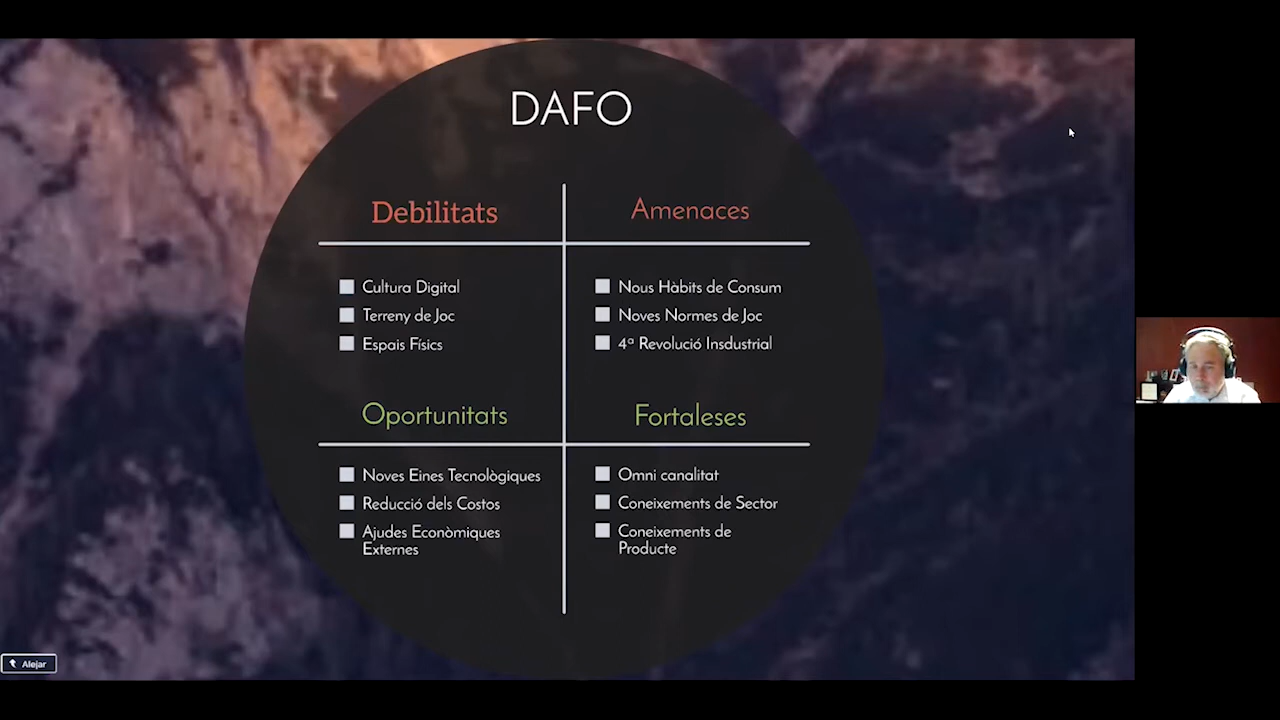 DAFO
Debilitats
Cultura Digital
Terreny de Joc
Espais Físics
Amenaces
Nous Hàbits de Consum
Noves Normes de Joc
4ª Revolució Insdustrial
Oportunitats
Noves Eines Tecnològiques
Reducció dels Costos
Ajudes Econòmiques
Externes
Fortaleses
Omni canalitat
Coneixements de Sector
Coneixements de
Producte
Alejar